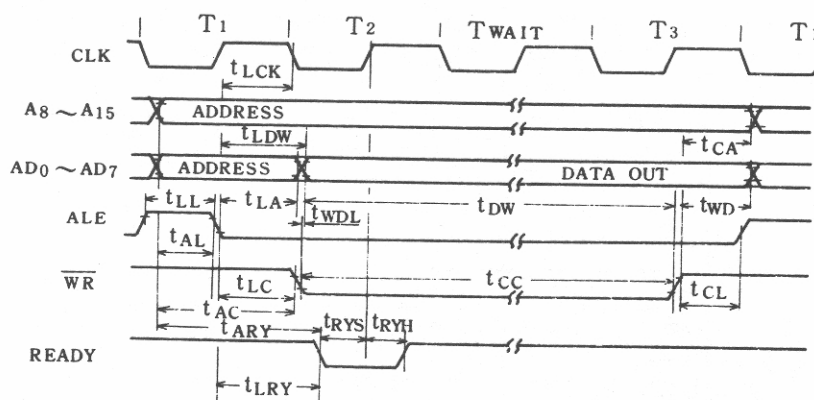 T1 T2 TWAIT T3 T
CLK
tLCK
A8～A15 ADDRESS
tLDW tCA
AD0～AD7 ADDRESS DATA OUT
tLL tLA tWDL tDW tWD
ALE
tAL
WR tLC tCC tCL
tAC
tARY tRYS tRYH
READY
tLRY